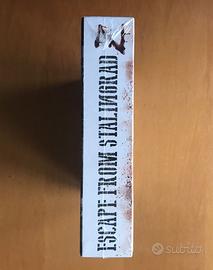 ESCAPE FROM STALINGRAD
Z
subito